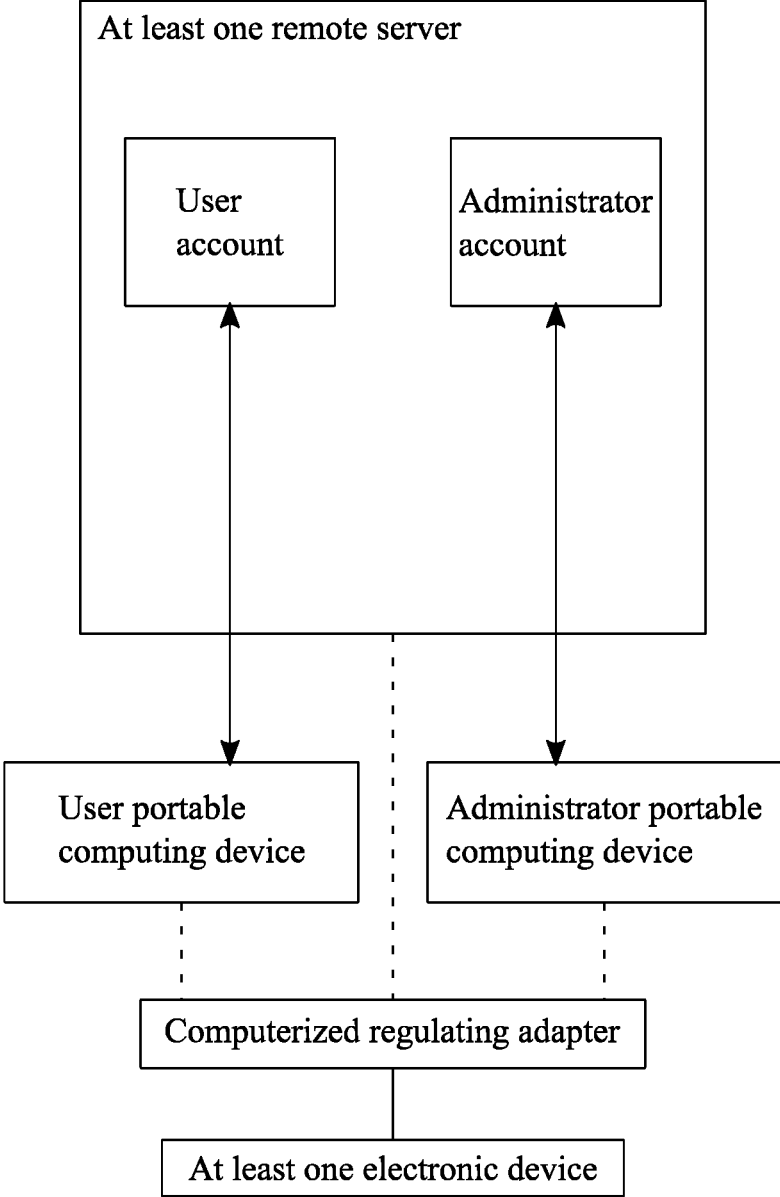 At least one remote server
User
account
Administrator
account
User portable
computing device
Administrator portable
computing device
Computerized regulating adapter
At least one electronic device